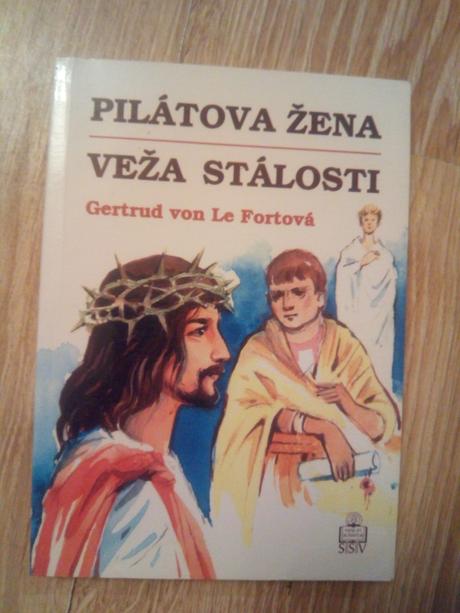 PILÁTOVA ŽENA
VEŽA STÁLOSTI
Gertrud von Le Fortová
SSV